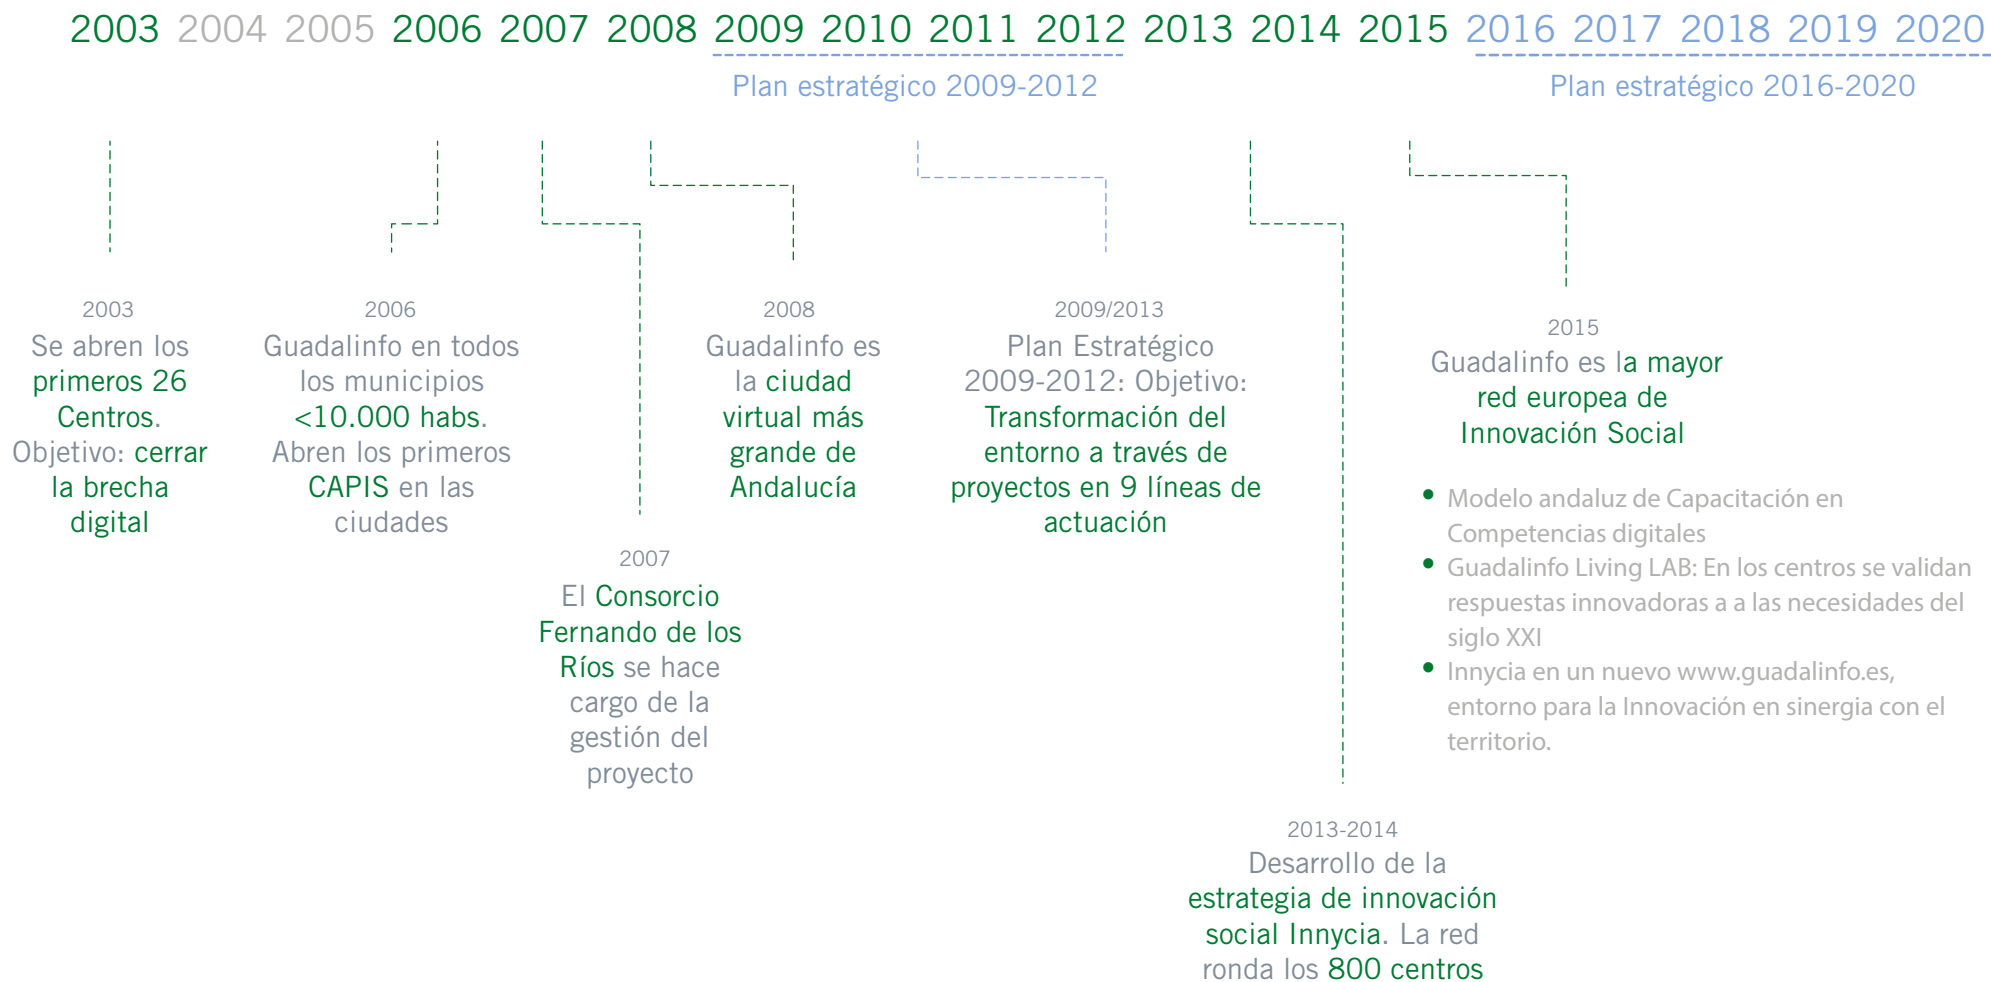 2003 2004 2005 2006 2007 2008 2009 2010 2011 2012 2013 2014 2015 2016 2017 2018 2019 2020
Plan estratégico 2009-2012
Plan estratégico 2016-2020
2003
Se abren los
primeros 26
Centros.
Objetivo: cerrar
la brecha
digital
2006
Guadalinfo en todos
los municipios
<10.000 habs.
Abren los primeros
CAPIS en las
ciudades
2007
El Consorcio
Fernando de los
Ríos se hace
cargo de la
gestión del
proyecto
2008
Guadalinfo es
la ciudad
virtual más
grande de
Andalucía
2009/2013
Plan Estratégico
2009-2012: Objetivo:
Transformación del
entorno a través de
proyectos en 9 líneas de
actuación
2013-2014
Desarrollo de la
estrategia de innovación
social Innycia. La red
ronda los 800 centros
2015
Guadalinfo es la mayor
red europea de
Innovación Social
• Modelo andaluz de Capacitación en
Competencias digitales
• Guadalinfo Living LAB: En los centros se validan
respuestas innovadoras a a las necesidades del
siglo XXI
• Innycia en un nuevo www.guadalinfo.es,
entorno para la Innovación en sinergia con el
territorio.